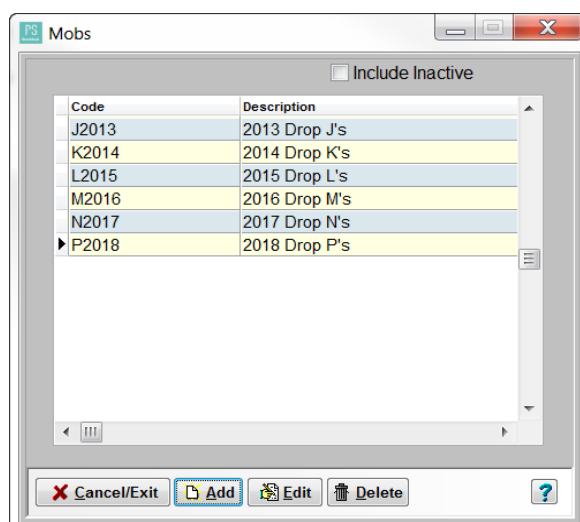 PS Mobs
Include Inactive
Code Description
J2013 2013 Drop J's
K2014 2014 Drop K's
L2015 2015 Drop L's
M2016 2016 Drop M's
N2017 2017 Drop N's
P2018 2018 Drop P's
Cancel/Exit Add Edit Delete ?